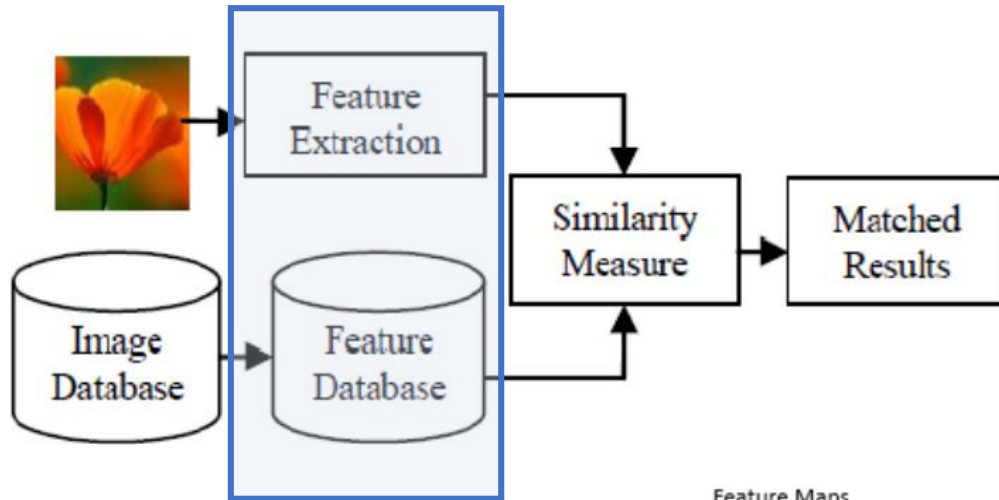 Feature
Extraction
Similarity
Measure
Matched
Results
Image
Database
Feature
Database
Feature Maps